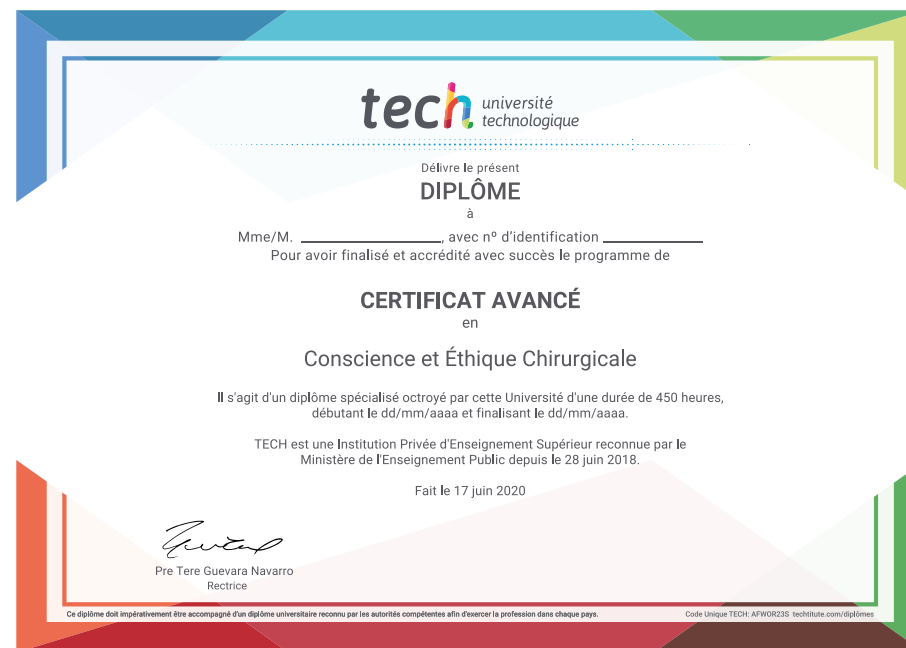 tech université
technologique
Délivre le présent
DIPLÔME
à
Mme/M. ____________________, avec nº d'identification ______________
Pour avoir finalisé et accrédité avec succès le programme de
CERTIFICAT AVANCÉ
en
Conscience et Éthique Chirurgicale
Il s'agit d'un diplôme spécialisé octroyé par cette Université d'une durée de 450 heures,
débutant le dd/mm/aaaa et finalisant le dd/mm/aaaa.
TECH est une Institution Privée d'Enseignement Supérieur reconnue par le
Ministère de l'Enseignement Public depuis le 28 juin 2018.
Fait le 17 juin 2020
Pre Tere Guevara Navarro
Rectrice
Ce diplôme doit impérativement être accompagné d'un diplôme universitaire reconnu par les autorités compétentes afin d'exercer la profession dans chaque pays.
Code Unique TECH: AFWOR23S techtitute.com/diplômes